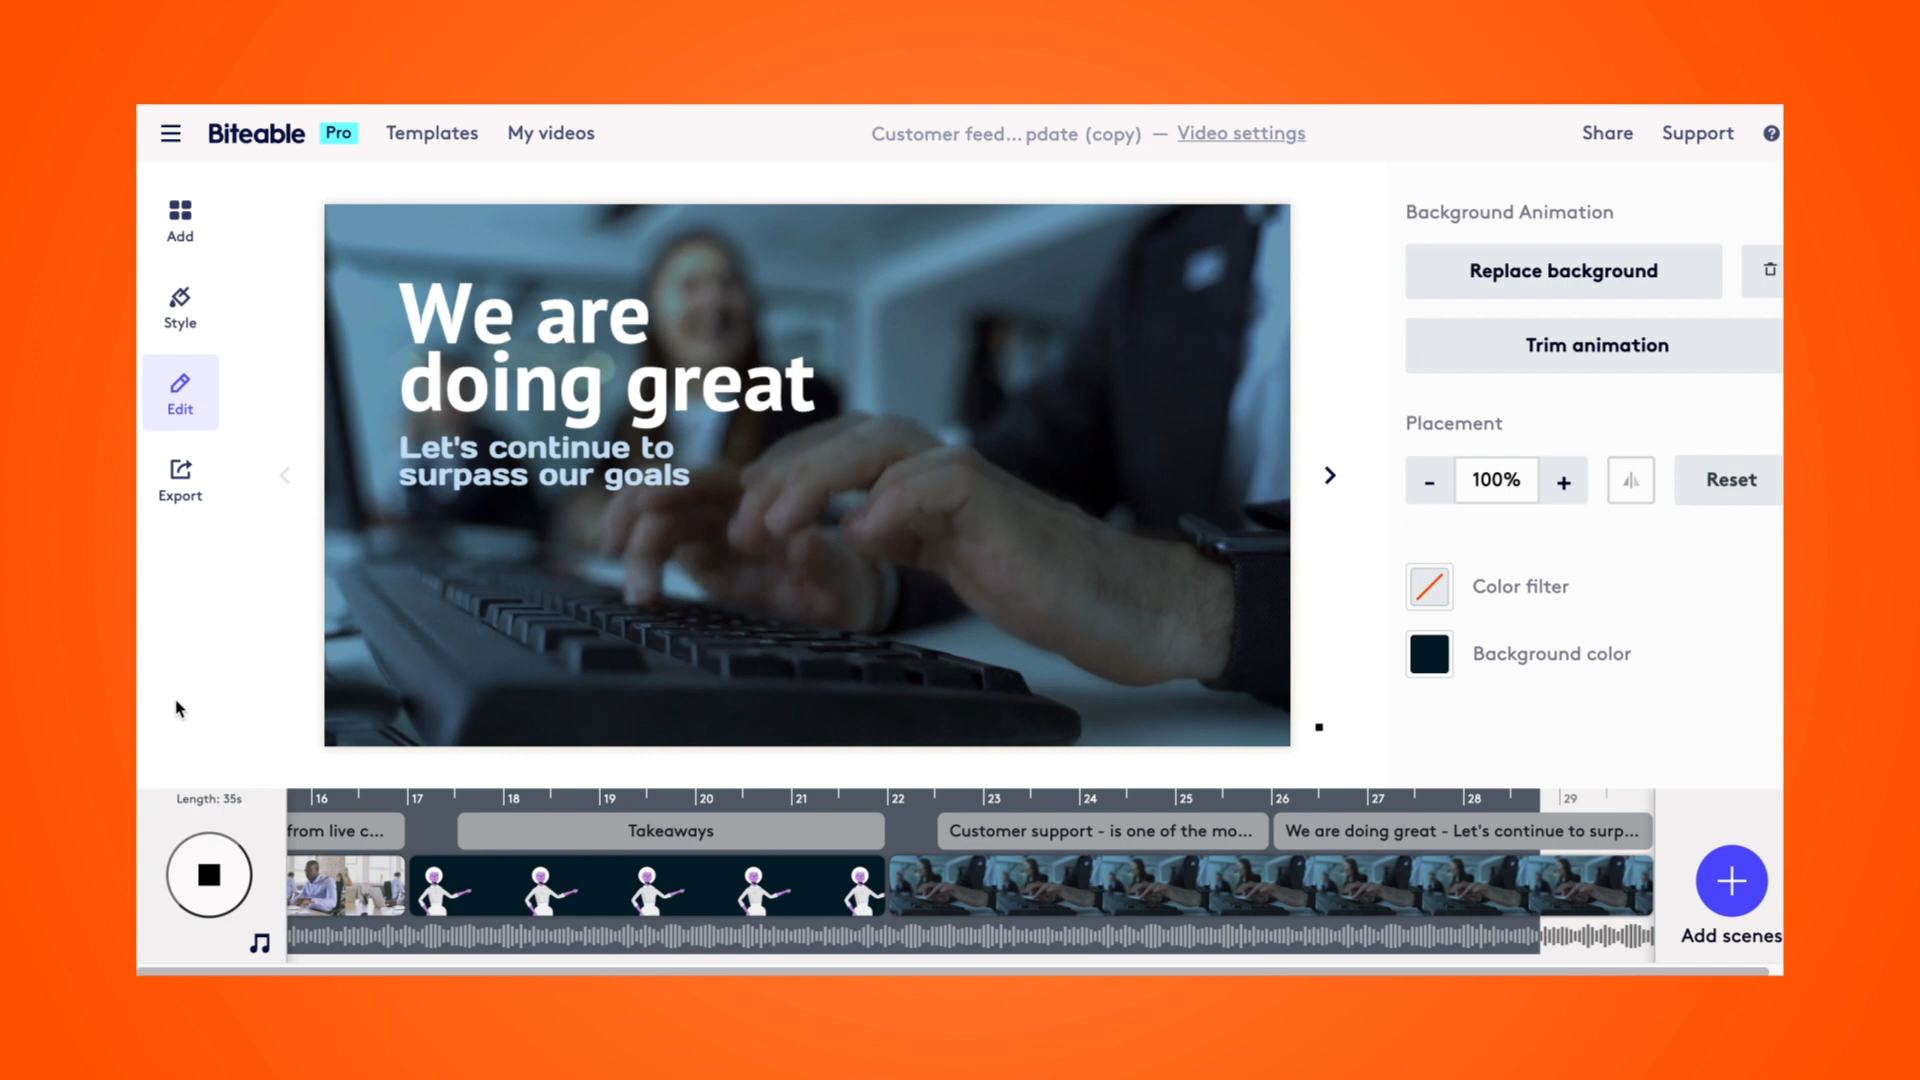 Biteable Pro Templates My videos Customer feed... pdate (copy) — Video settings Share Support ?
Add
Style
Edit
Export
We are
doing great
Let's continue to
surpass our goals
Background Animation
Replace background
Trim animation
Placement
- 100% + Reset
Color filter
Background color
Length: 35s
16 17 18 19 20 21 22 23 24 25 26 27 28 29
from live c... Takeaways Customer support - is one of the mo... We are doing great - Let's continue to surp...
Add scenes